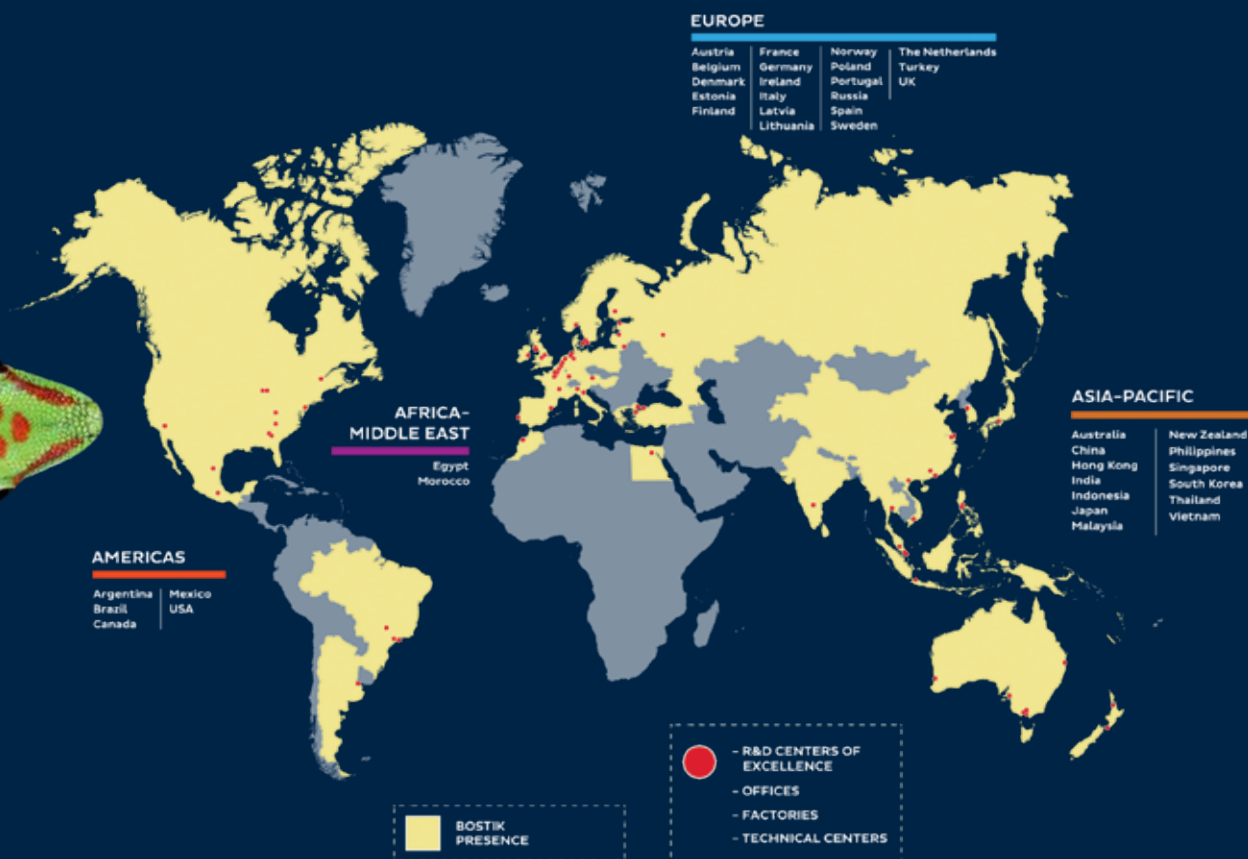 EUROPE
Austria
Belgium
Denmark
Estonia
Finland
France
Germany
Ireland
Italy
Latvia
Lithuania
Norway
Poland
Portugal
Russia
Spain
Sweden
The Netherlands
Turkey
UK
AFRICA-
MIDDLE EAST
Egypt
Morocco
ASIA-PACIFIC
Australia
China
Hong Kong
India
Indonesia
Japan
Malaysia
New Zealand
Philippines
Singapore
South Korea
Thailand
Vietnam
AMERICAS
Argentina
Brazil
Canada
Mexico
USA
- R&D CENTERS OF
EXCELLENCE
- OFFICES
- FACTORIES
- TECHNICAL CENTERS
BOSTIK
PRESENCE